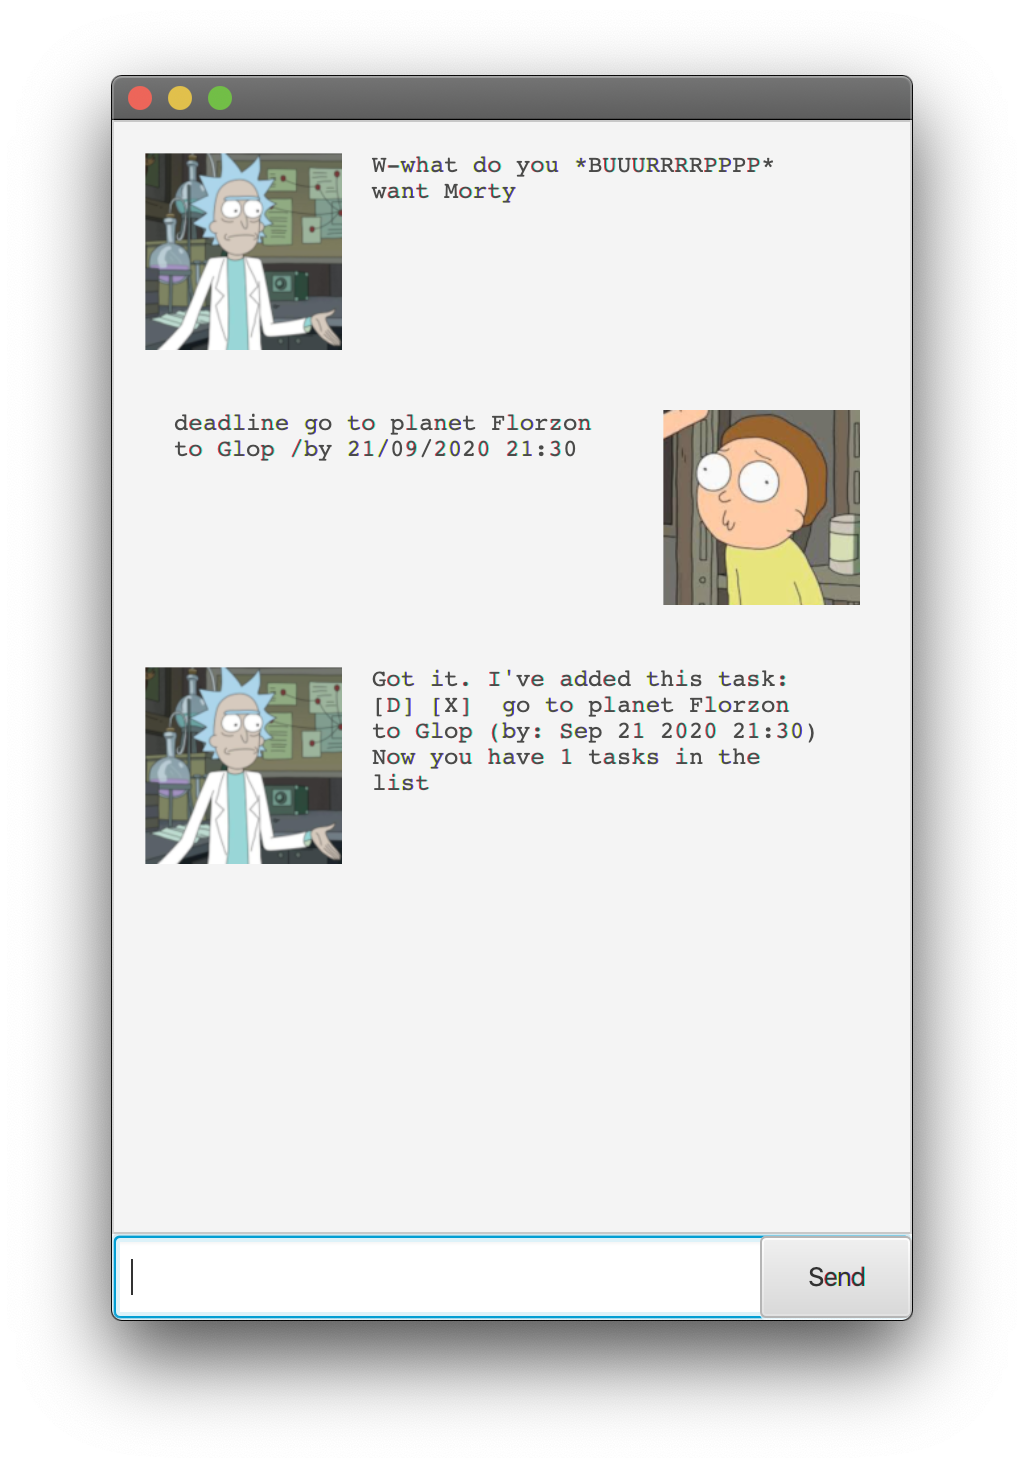 W-what do you *BUUURRRRPPPP*
want Morty
deadline go to planet Florzon
to Glop /by 21/09/2020 21:30
Got it. I've added this task:
[D] [X]  go to planet Florzon
to Glop (by: Sep 21 2020 21:30)
Now you have 1 tasks in the
list
Send